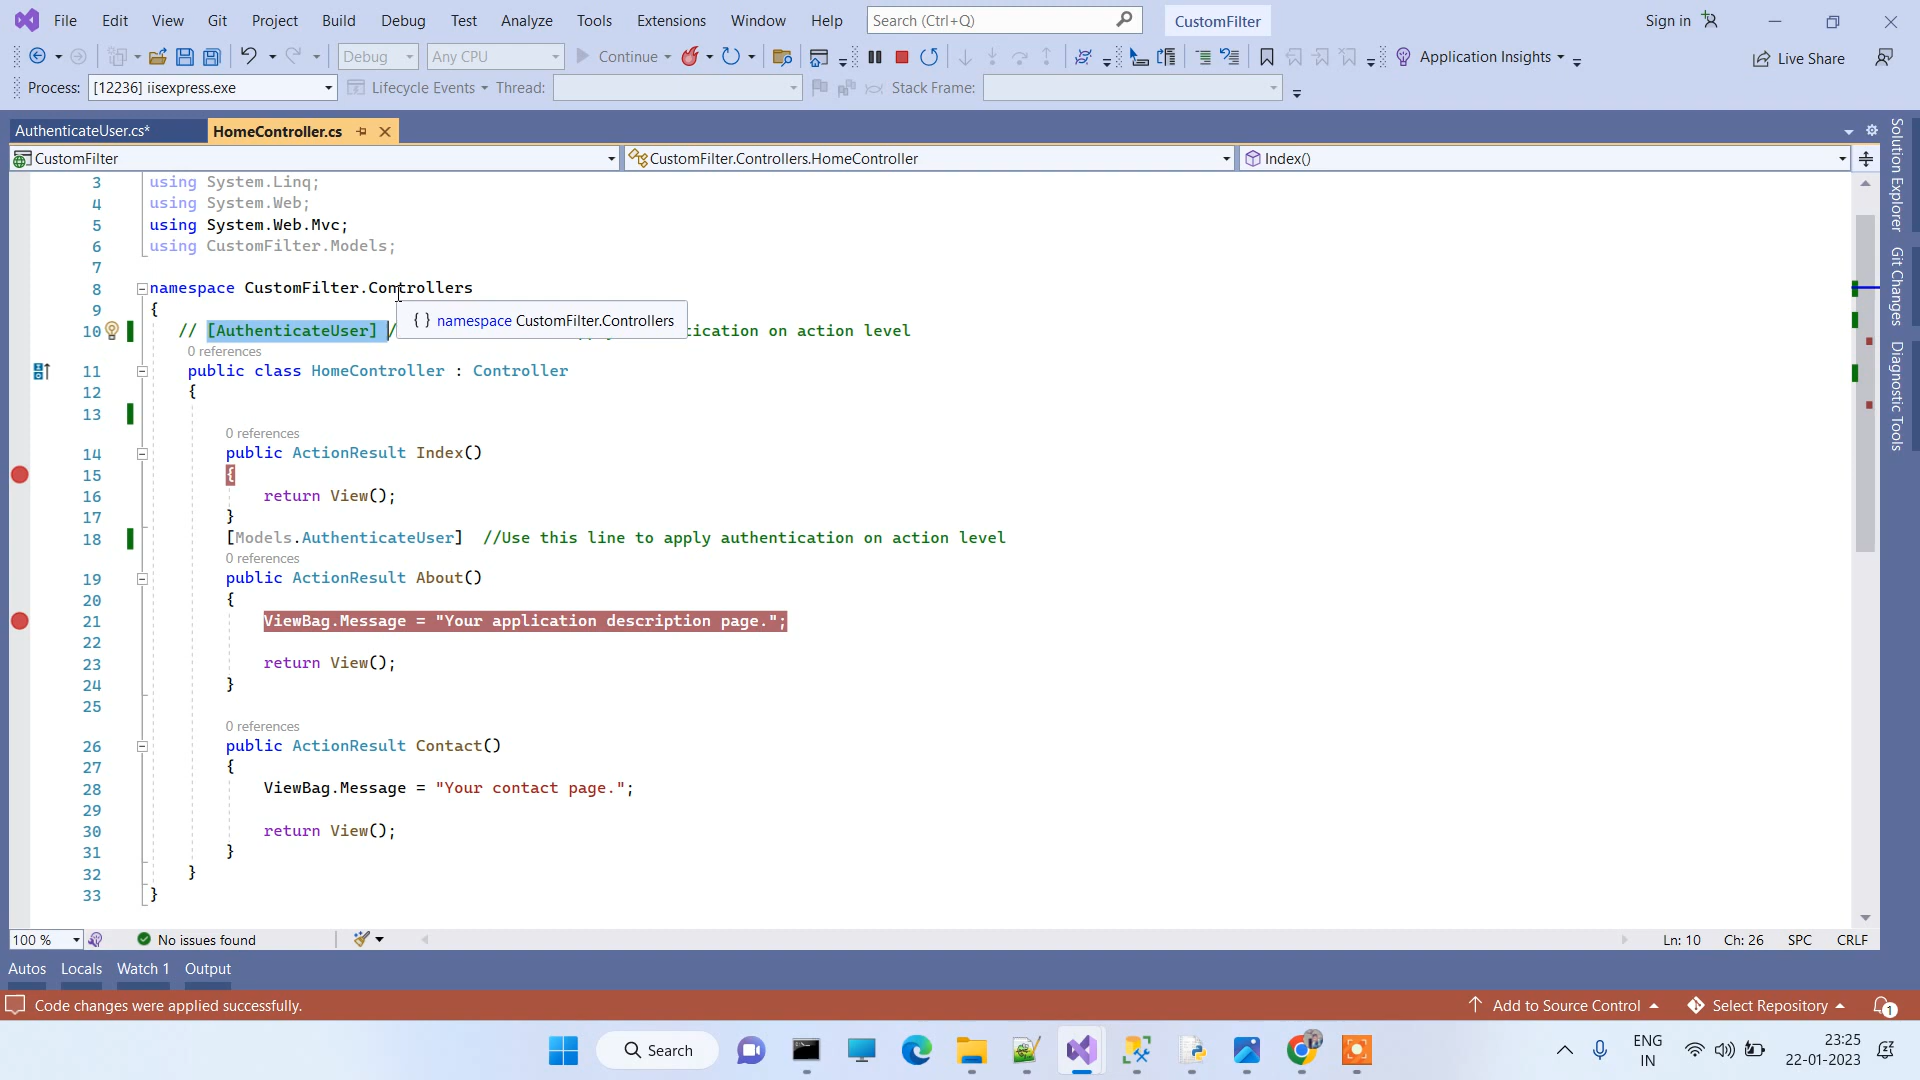 File Edit View Git Project Build Debug Test Analyze Tools Extensions Window Help Search (Ctrl+Q) CustomFilter Sign in
Debug Any CPU Continue Application Insights Live Share
Process: [12236] iisexpress.exe Lifecycle Events Thread: Stack Frame:
AuthenticateUser.cs* HomeController.cs
CustomFilter CustomFilter.Controllers.HomeController Index()
3 using System.Linq;
4 using System.Web;
5 using System.Web.Mvc;
6 using CustomFilter.Models;
7
8 namespace CustomFilter.Controllers
9 {
{ } namespace CustomFilter.Controllers
10 // [AuthenticateUser] / on action level
0 references
11 public class HomeController : Controller
12 {
13
0 references
14 public ActionResult Index()
15 {
16 return View();
17 }
18 [Models.AuthenticateUser] //Use this line to apply authentication on action level
0 references
19 public ActionResult About()
20 {
21 ViewBag.Message = "Your application description page.";
22
23 return View();
24 }
25
0 references
26 public ActionResult Contact()
27 {
28 ViewBag.Message = "Your contact page.";
29
30 return View();
31 }
32 }
33 }
Solution Explorer
Git Changes
Diagnostic Tools
100 % No issues found Ln: 10 Ch: 26 SPC CRLF
Autos Locals Watch 1 Output
Code changes were applied successfully. Add to Source Control Select Repository 1
Search ENG IN 23:25
22-01-2023